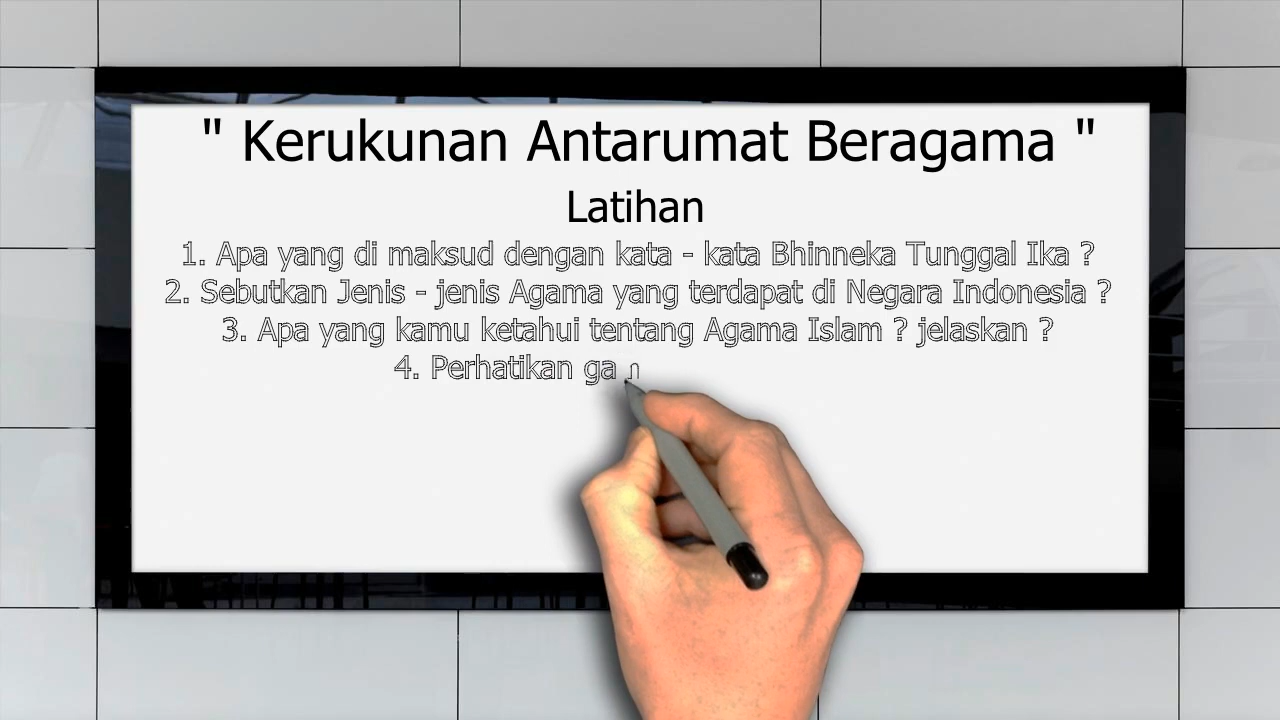 " Kerukunan Antarumat Beragama "
Latihan
1. Apa yang di maksud dengan kata - kata Bhinneka Tunggal Ika ?
2. Sebutkan Jenis - jenis Agama yang terdapat di Negara Indonesia ?
3. Apa yang kamu ketahui tentang Agama Islam ? jelaskan ?
4. Perhatikan ga